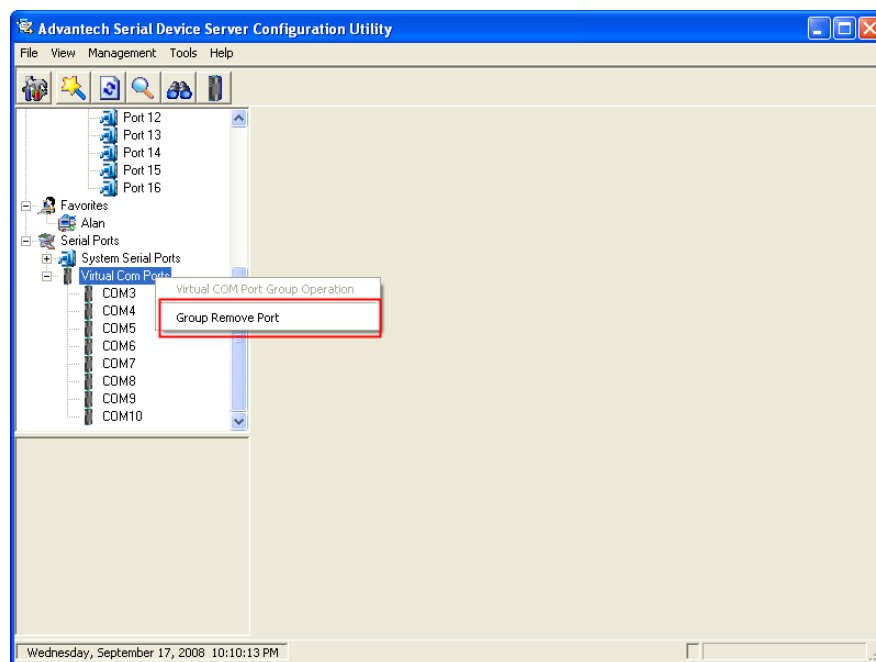 Advantech Serial Device Server Configuration Utility
File View Management Tools Help
Port 12
Port 13
Port 14
Port 15
Port 16
Favorites
Alan
Serial Ports
System Serial Ports
Virtual Com Ports
Virtual COM Port Group Operation
COM3
Group Remove Port
COM4
COM5
COM6
COM7
COM8
COM9
COM10
Wednesday, September 17, 2008 10:10:13 PM